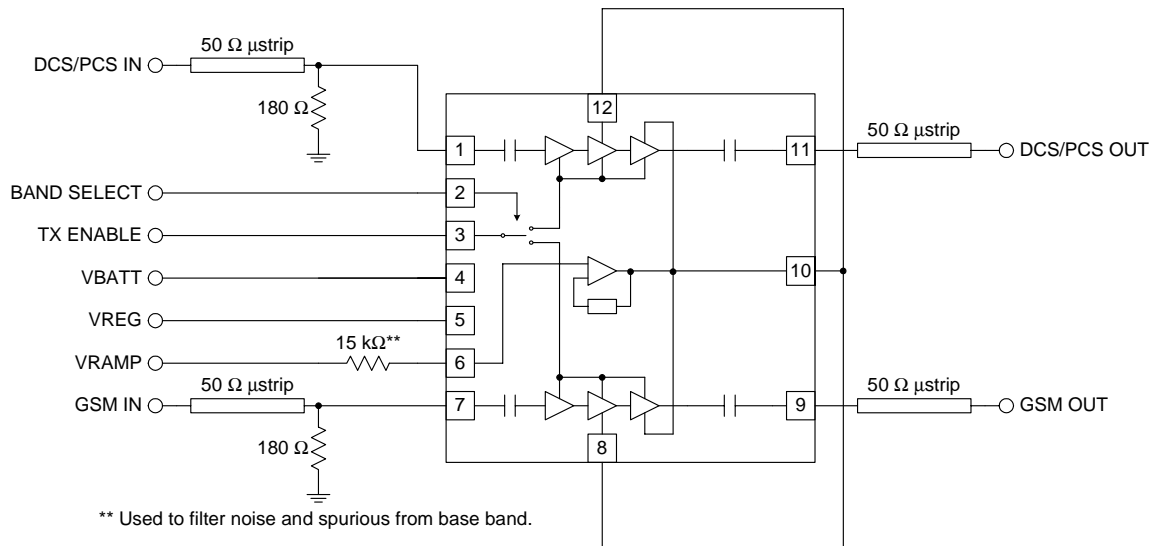 50 Ω µstrip
DCS/PCS IN
180 Ω
12
1
11
50 Ω µstrip
DCS/PCS OUT
BAND SELECT
2
TX ENABLE
3
VBATT
4
10
VREG
5
VRAMP
15 kΩ**
6
50 Ω µstrip
GSM IN
7
9
50 Ω µstrip
GSM OUT
180 Ω
8
** Used to filter noise and spurious from base band.